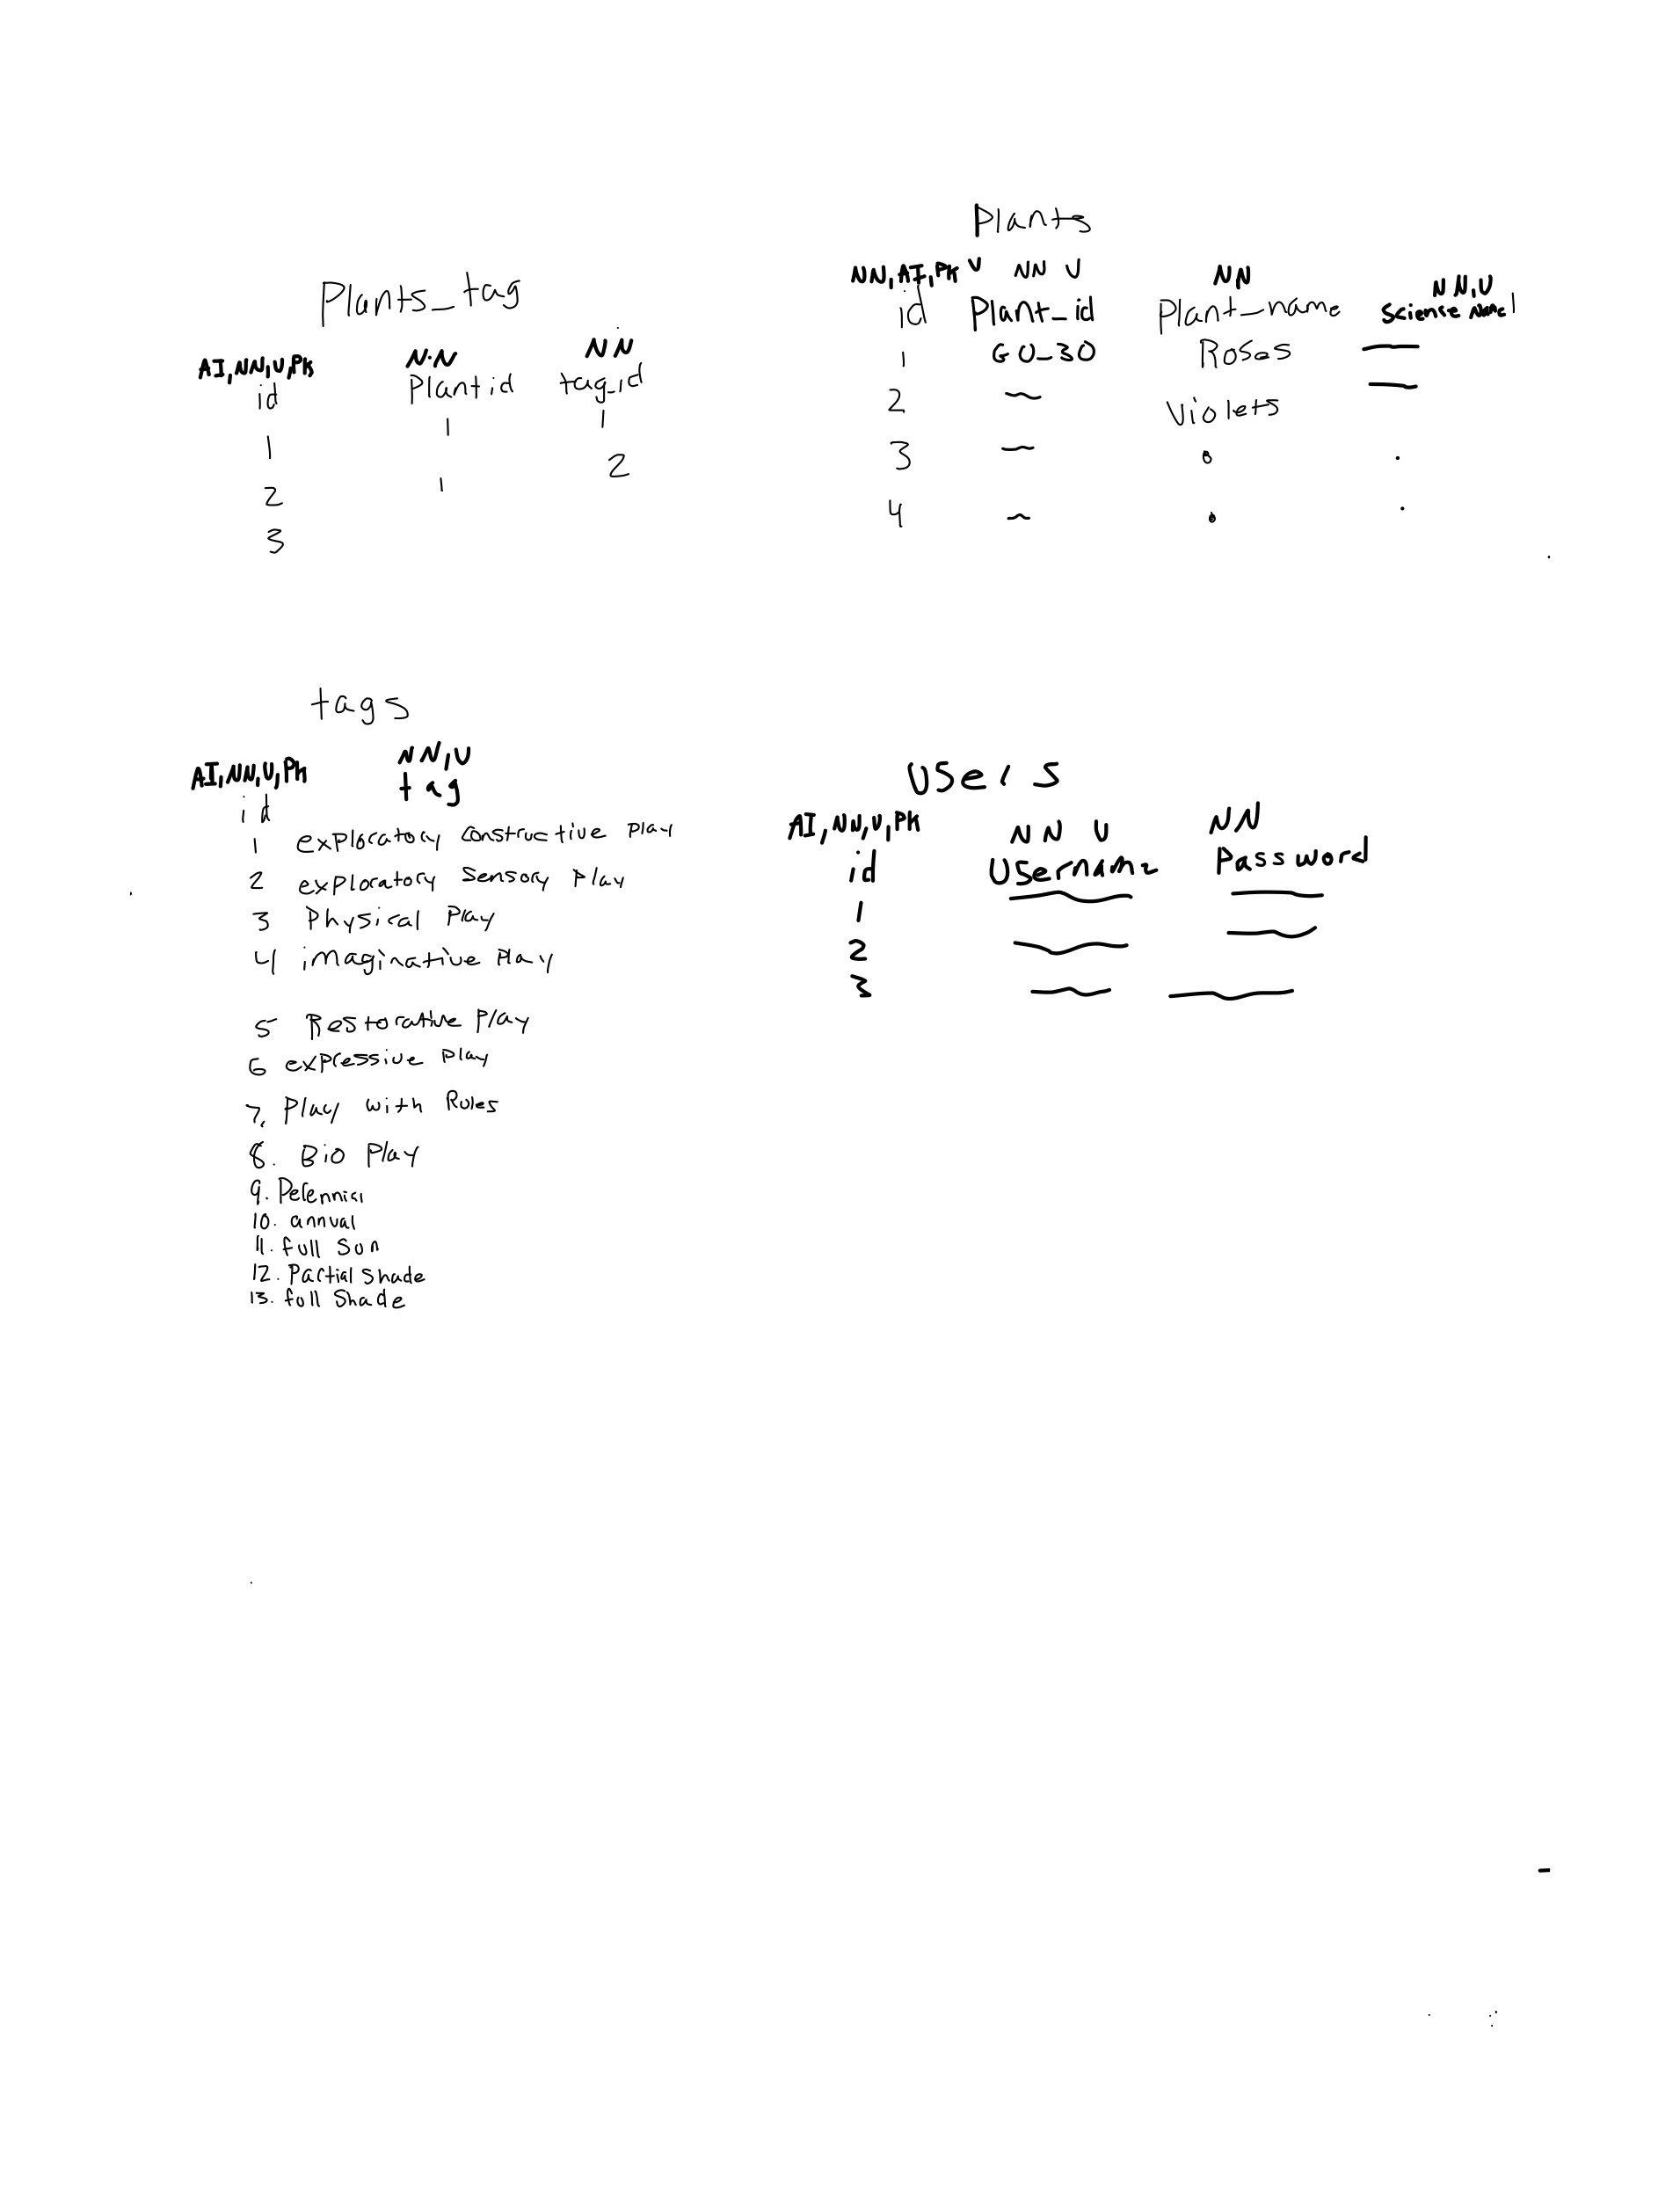 Plants_tag
AI,NN,U,PK N.N NN
id Plantid tag_id
1 1 1
2 1 2
3
Plants
NN,AI,PK U NN U NN NN,U
id Plant_id Plant_name Science Name
1 GU_30 Roses
2 Violets
3
4
tags
AI,NN,U,PK NN,U
id tag
1 exploratory constructive play
2 exploratory sensory play
3 Physical Play
4 imaginative Play
5 Restorative Play
6 expressive play
7. Play with Rules
8. Bio Play
9. Perennial
10. annual
11. full Sun
12. Partial Shade
13. full Shade
Users
AI,NN,U,PK NN U NN
id Username Password
1
2
3